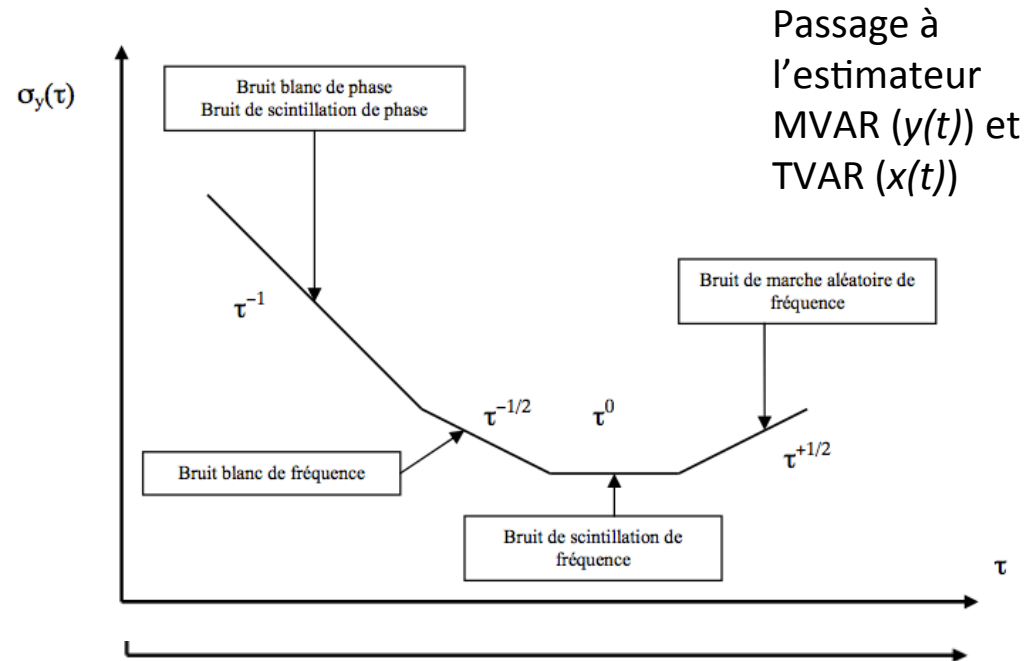 Passage à
l'estimateur
MVAR (y(t)) et
TVAR (x(t))
σy(τ)
Bruit blanc de phase
Bruit de scintillation de phase
τ⁻¹
Bruit de marche aléatoire de
fréquence
τ⁻¹/²
τ⁰
τ⁺¹/²
Bruit blanc de fréquence
Bruit de scintillation de
fréquence
τ